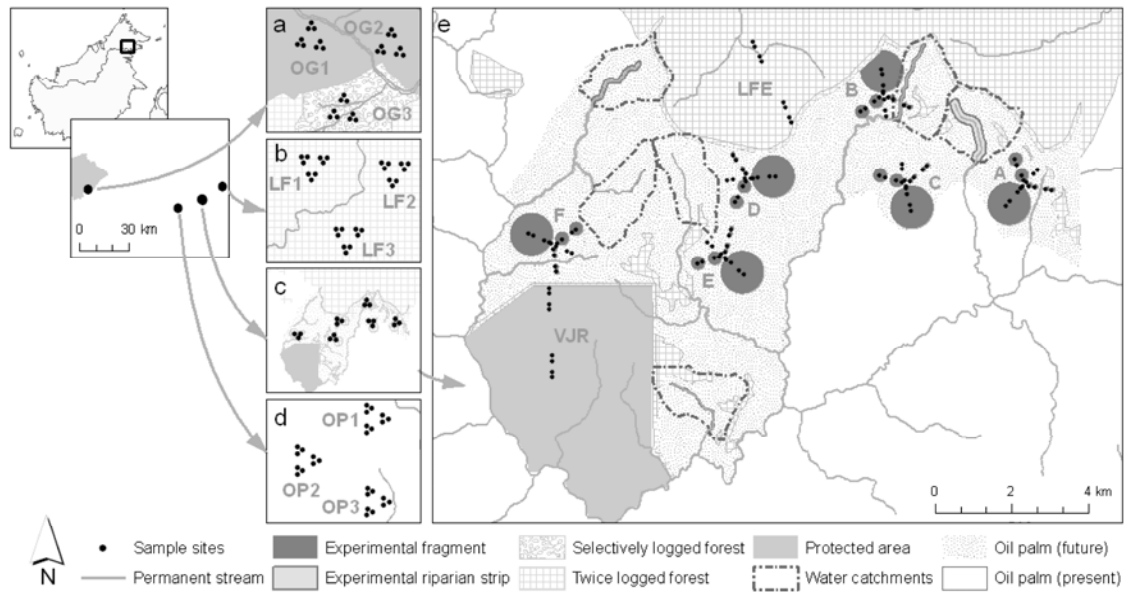 a
OG2
OG1
OG3
b
LF1
LF2
LF3
c
d
OP1
OP2
OP3
0 30 km
e
LFE
B
A
C
D
F
E
VJR
0 2 4 km
N
Sample sites
Permanent stream
Experimental fragment
Experimental riparian strip
Selectively logged forest
Twice logged forest
Protected area
Water catchments
Oil palm (future)
Oil palm (present)